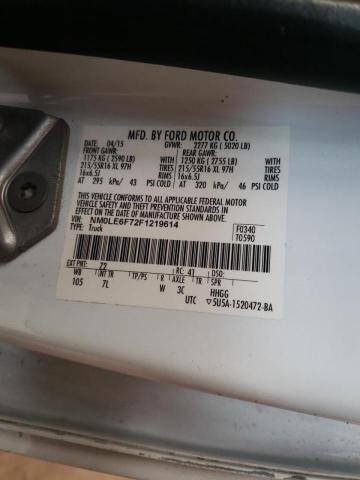 MFD. BY FORD MOTOR CO.
DATE: 04/15 GVWR: 2277 KG ( 5020 LB)
FRONT GAWR: REAR GAWR:
1175 KG ( 2590 LB) 1250 KG ( 2755 LB)
215/55R16 XL 97H TIRES 215/55R16 XL 97H TIRES
16x6.5J RIMS 16x6.5J RIMS
AT 295 kPa/ 43 PSI COLD AT 320 kPa/ 46 PSI COLD
THIS VEHICLE CONFORMS TO ALL APPLICABLE FEDERAL MOTOR
VEHICLE SAFETY AND THEFT PREVENTION STANDARDS IN EFFECT
ON THE DATE OF MANUFACTURE SHOWN ABOVE.
VIN: NM0LE6F72F1219614 F0340
TYPE: Truck T0590
EXT PNT: Z2 RC: 41
WB INT TR TP/PS R AXLE TR SPR
105 7L W 3C HHGG
UTC 5U5A-1520472-BA